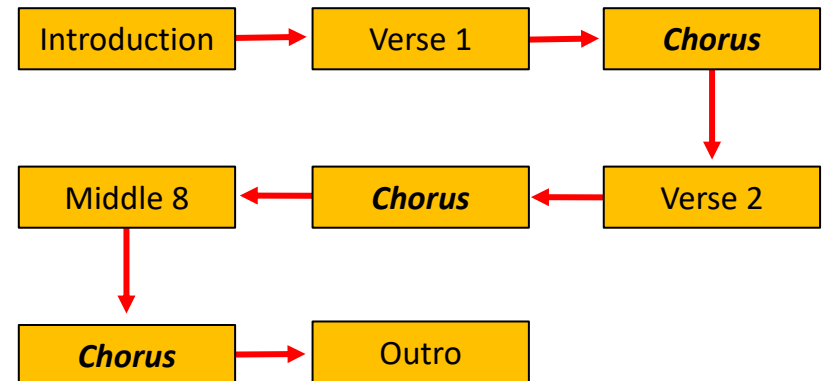 Introduction
Verse 1
Chorus
Verse 2
Chorus
Middle 8
Chorus
Outro